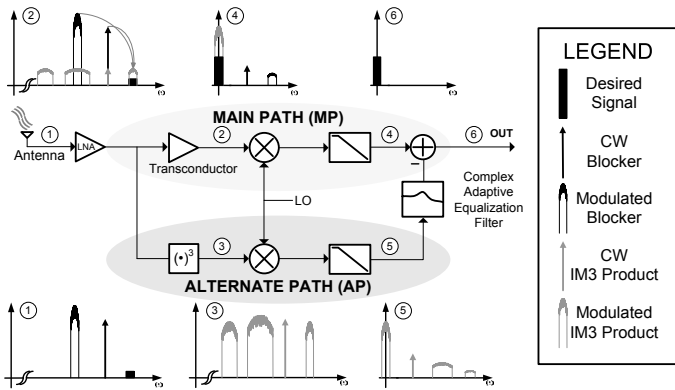 ②
④
⑥
ω
ω
ω
MAIN PATH (MP)
①
Antenna
LNA
Transconductor
②
④
⑥ OUT
+
−
LO
Complex
Adaptive
Equalization
Filter
(•)³
③
⑤
ALTERNATE PATH (AP)
①
③
⑤
ω
ω
ω
LEGEND
Desired
Signal
CW
Blocker
Modulated
Blocker
CW
IM3 Product
Modulated
IM3 Product